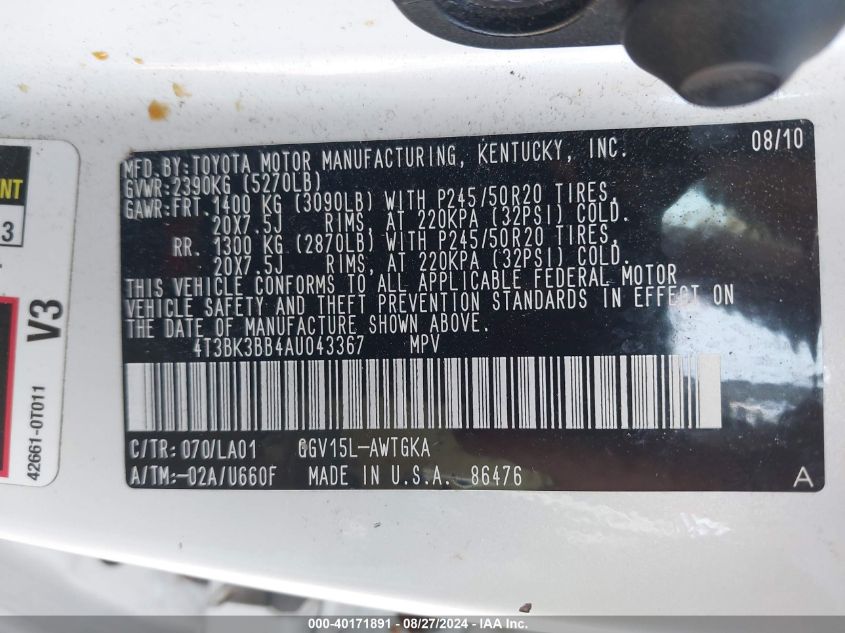 MFD. BY: TOYOTA MOTOR MANUFACTURING, KENTUCKY, INC. 08/10
GVWR: 2390KG (5270LB)
GAWR: FRT. 1400 KG (3090LB) WITH P245/50R20 TIRES,
20X7.5J RIMS, AT 220KPA (32PSI) COLD.
RR. 1300 KG (2870LB) WITH P245/50R20 TIRES,
20X7.5J RIMS, AT 220KPA (32PSI) COLD.
THIS VEHICLE CONFORMS TO ALL APPLICABLE FEDERAL MOTOR
VEHICLE SAFETY AND THEFT PREVENTION STANDARDS IN EFFECT ON
THE DATE OF MANUFACTURE SHOWN ABOVE.
4T3BK3BB4AU043367 MPV
C/TR: 070/LA01 GGV15L-AWTGKA
A/TM: -02A/U660F MADE IN U.S.A. 86476
A
3
V3
42661-0T011
©-40171891 - 08/27/2024 - IAA, Inc.